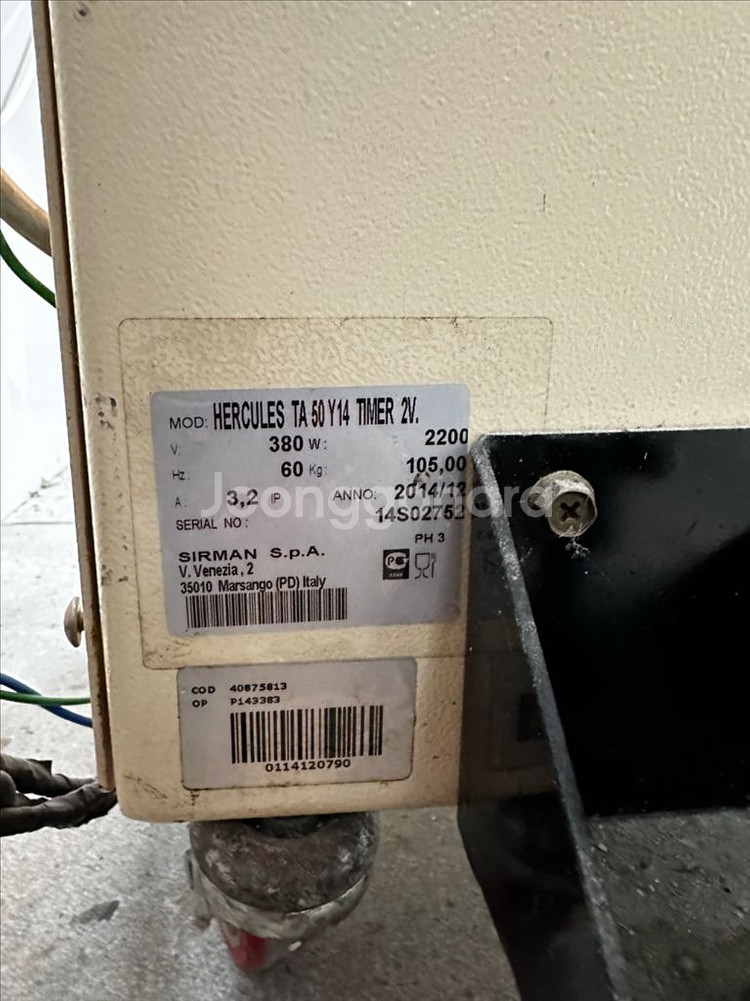 MOD: HERCULES TA 50 Y14 TIMER 2V.
V: 380 W: 2200
Hz: 60 Kg: 105,00
A: 3,2 IP ANNO: 2014/13
SERIAL NO: 14S02752
PH 3
SIRMAN S.p.A.
V. Venezia, 2
35010 Marsango (PD) Italy
COD 40875813
OP P143383
0114120790